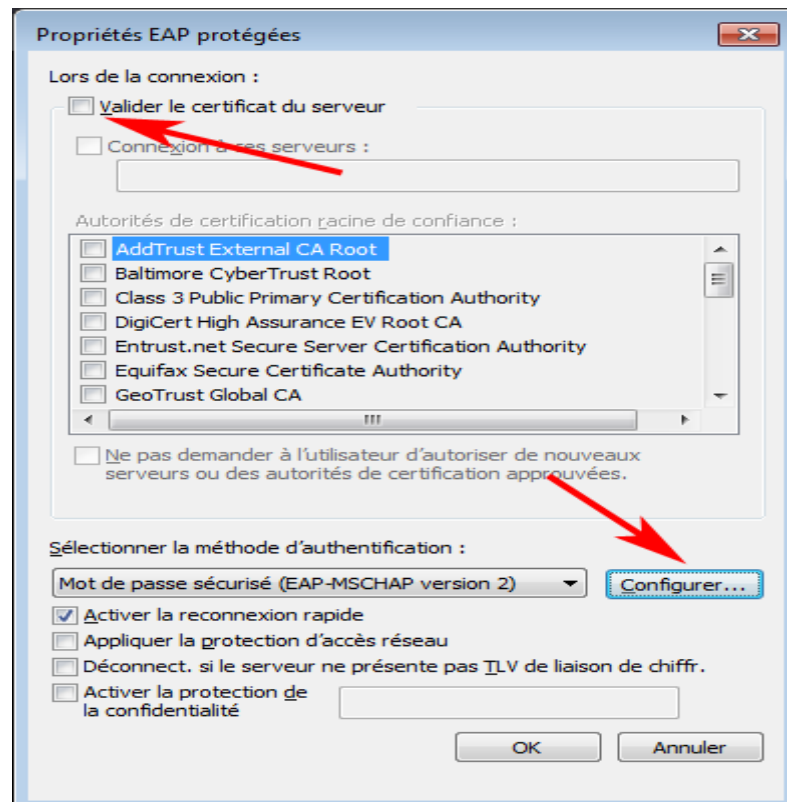 Propriétés EAP protégées
Lors de la connexion :
Valider le certificat du serveur
Connexion à ces serveurs :
Autorités de certification racine de confiance :
AddTrust External CA Root
Baltimore CyberTrust Root
Class 3 Public Primary Certification Authority
DigiCert High Assurance EV Root CA
Entrust.net Secure Server Certification Authority
Equifax Secure Certificate Authority
GeoTrust Global CA
Ne pas demander à l'utilisateur d'autoriser de nouveaux
serveurs ou des autorités de certification approuvées.
Sélectionner la méthode d'authentification :
Mot de passe sécurisé (EAP-MSCHAP version 2)
Configurer...
Activer la reconnexion rapide
Appliquer la protection d'accès réseau
Déconnect. si le serveur ne présente pas TLV de liaison de chiffr.
Activer la protection de
la confidentialité
OK
Annuler